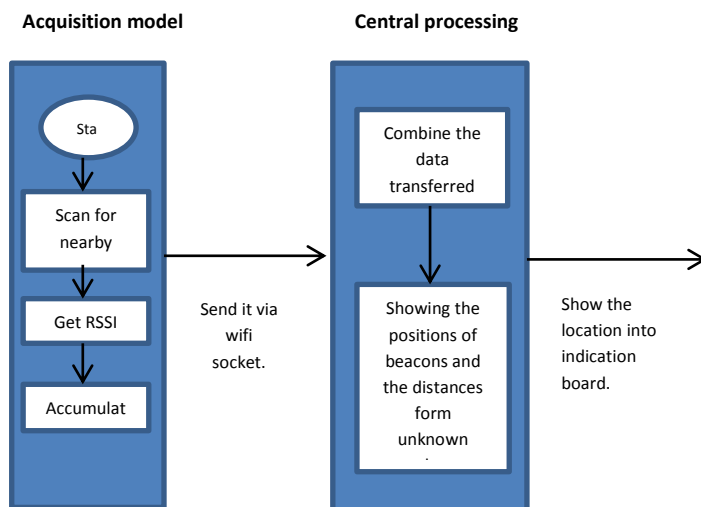 Acquisition model
Central processing
Sta
Scan for
nearby
Get RSSI
Accumulat
Send it via
wifi
socket.
Combine the
data
transferred
Showing the
positions of
beacons and
the distances
form
unknown
Show the
location into
indication
board.